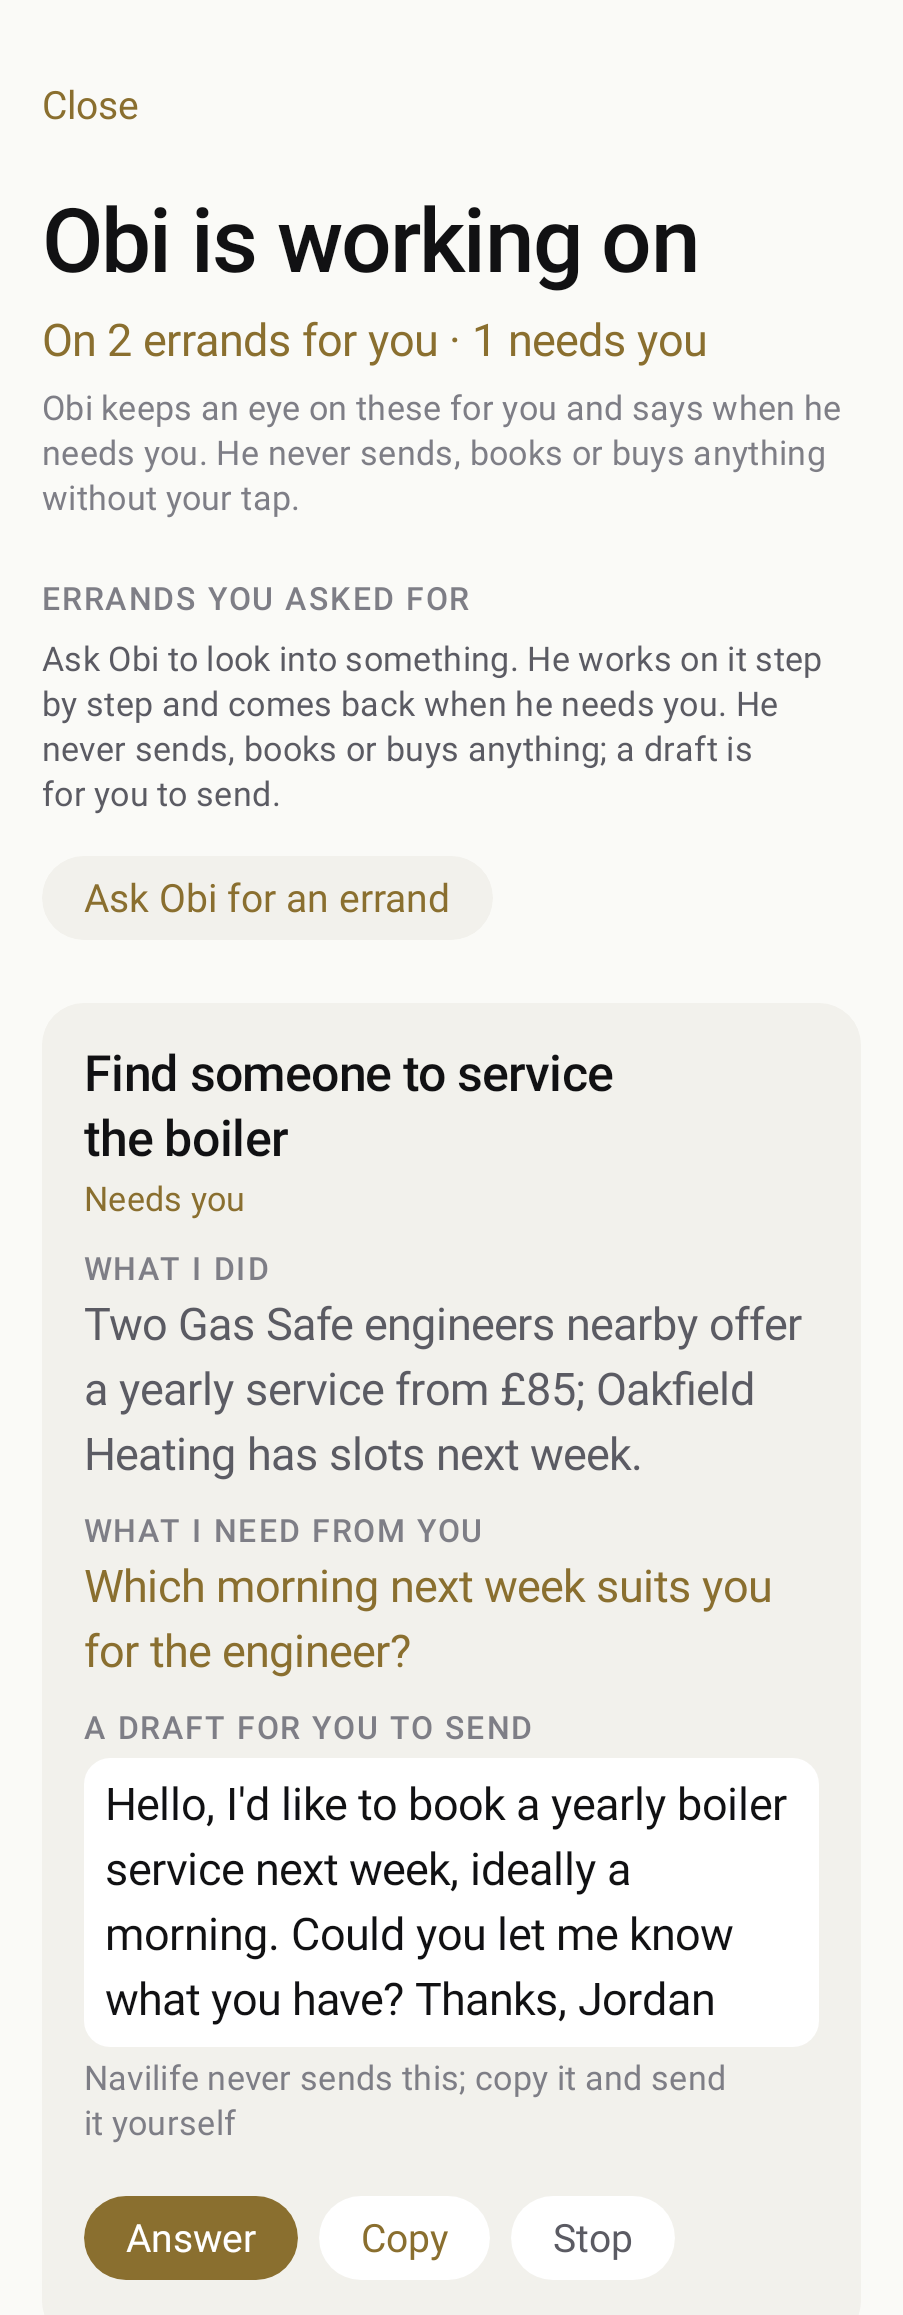 Close
Obi is working on
On 2 errands for you · 1 needs you
Obi keeps an eye on these for you and says when he
needs you. He never sends, books or buys anything
without your tap.
ERRANDS YOU ASKED FOR
Ask Obi to look into something. He works on it step
by step and comes back when he needs you. He
never sends, books or buys anything; a draft is
for you to send.
Ask Obi for an errand
Find someone to service
the boiler
Needs you
WHAT I DID
Two Gas Safe engineers nearby offer
a yearly service from £85; Oakfield
Heating has slots next week.
WHAT I NEED FROM YOU
Which morning next week suits you
for the engineer?
A DRAFT FOR YOU TO SEND
Hello, I'd like to book a yearly boiler
service next week, ideally a
morning. Could you let me know
what you have? Thanks, Jordan
Navilife never sends this; copy it and send
it yourself
Answer
Copy
Stop